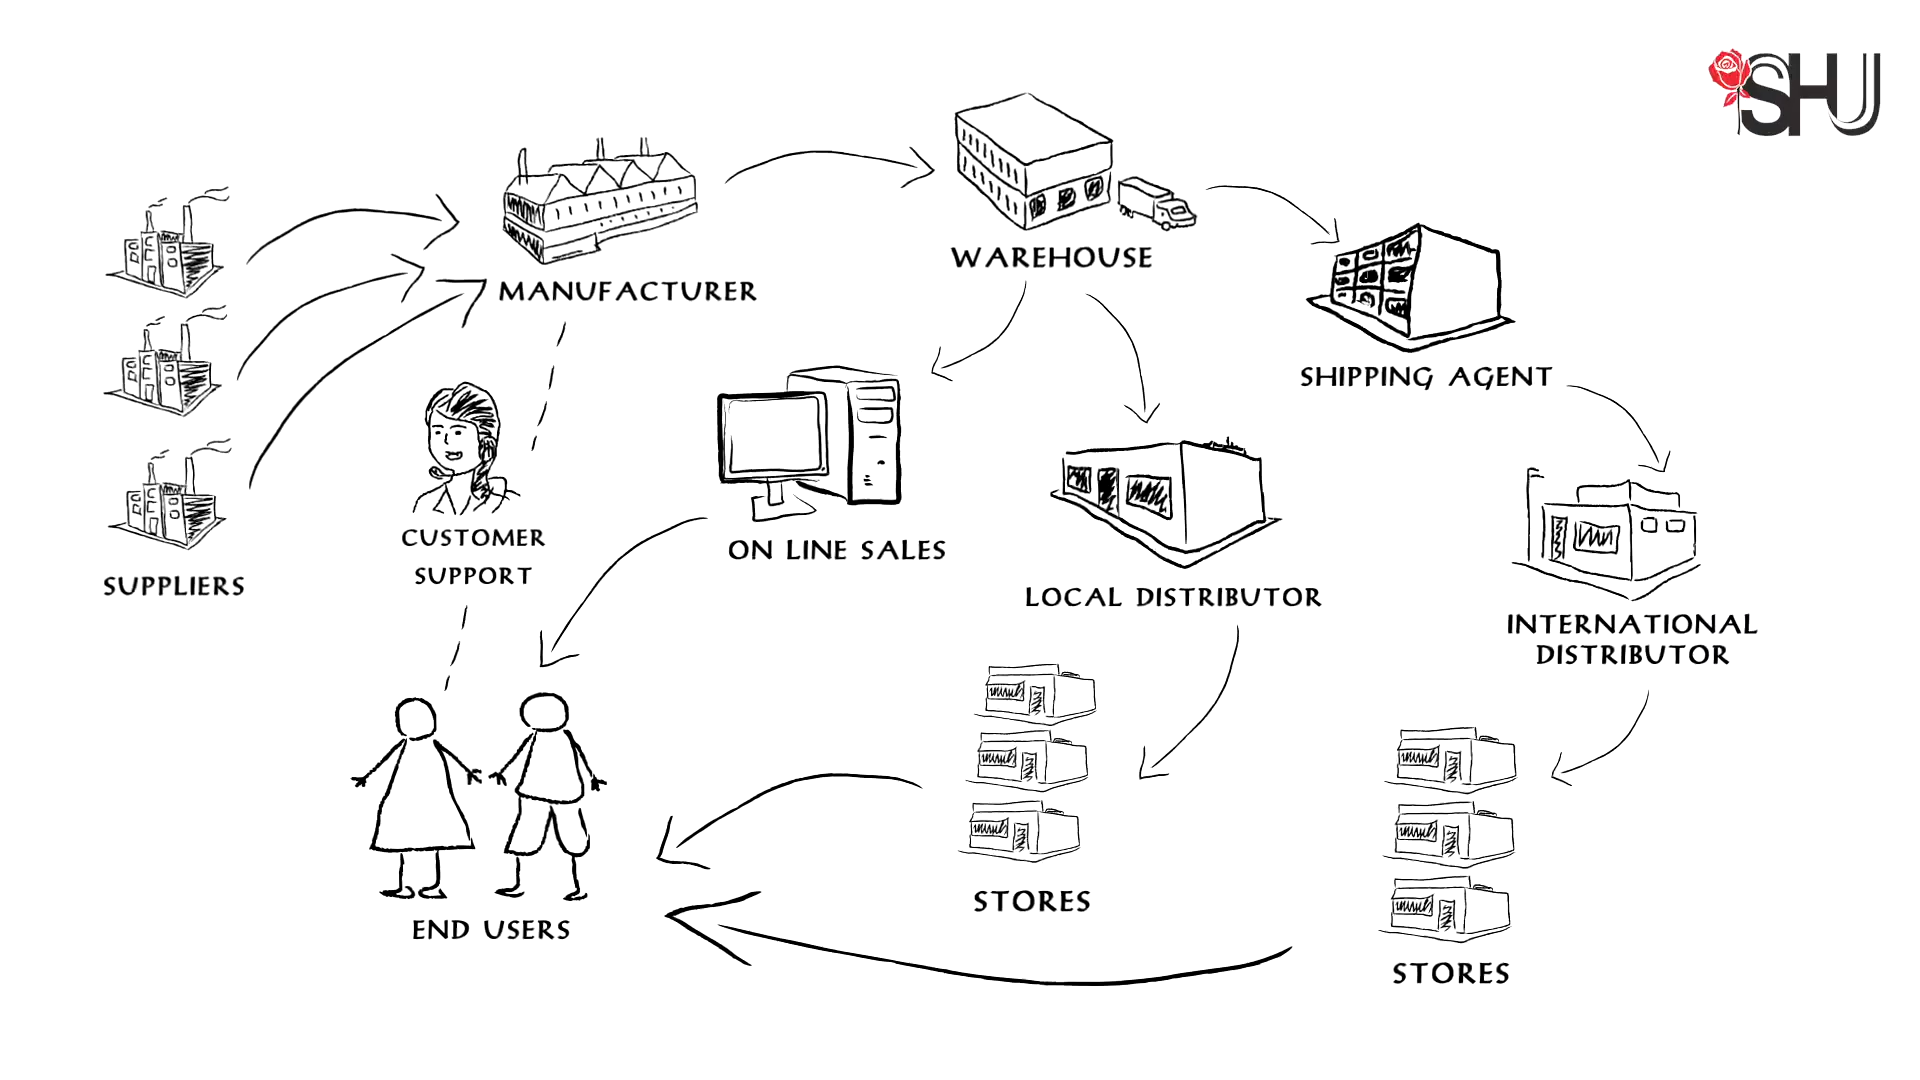 SHU
WAREHOUSE
MANUFACTURER
SHIPPING AGENT
CUSTOMER
SUPPORT
ON LINE SALES
SUPPLIERS
LOCAL DISTRIBUTOR
INTERNATIONAL
DISTRIBUTOR
STORES
END USERS
STORES